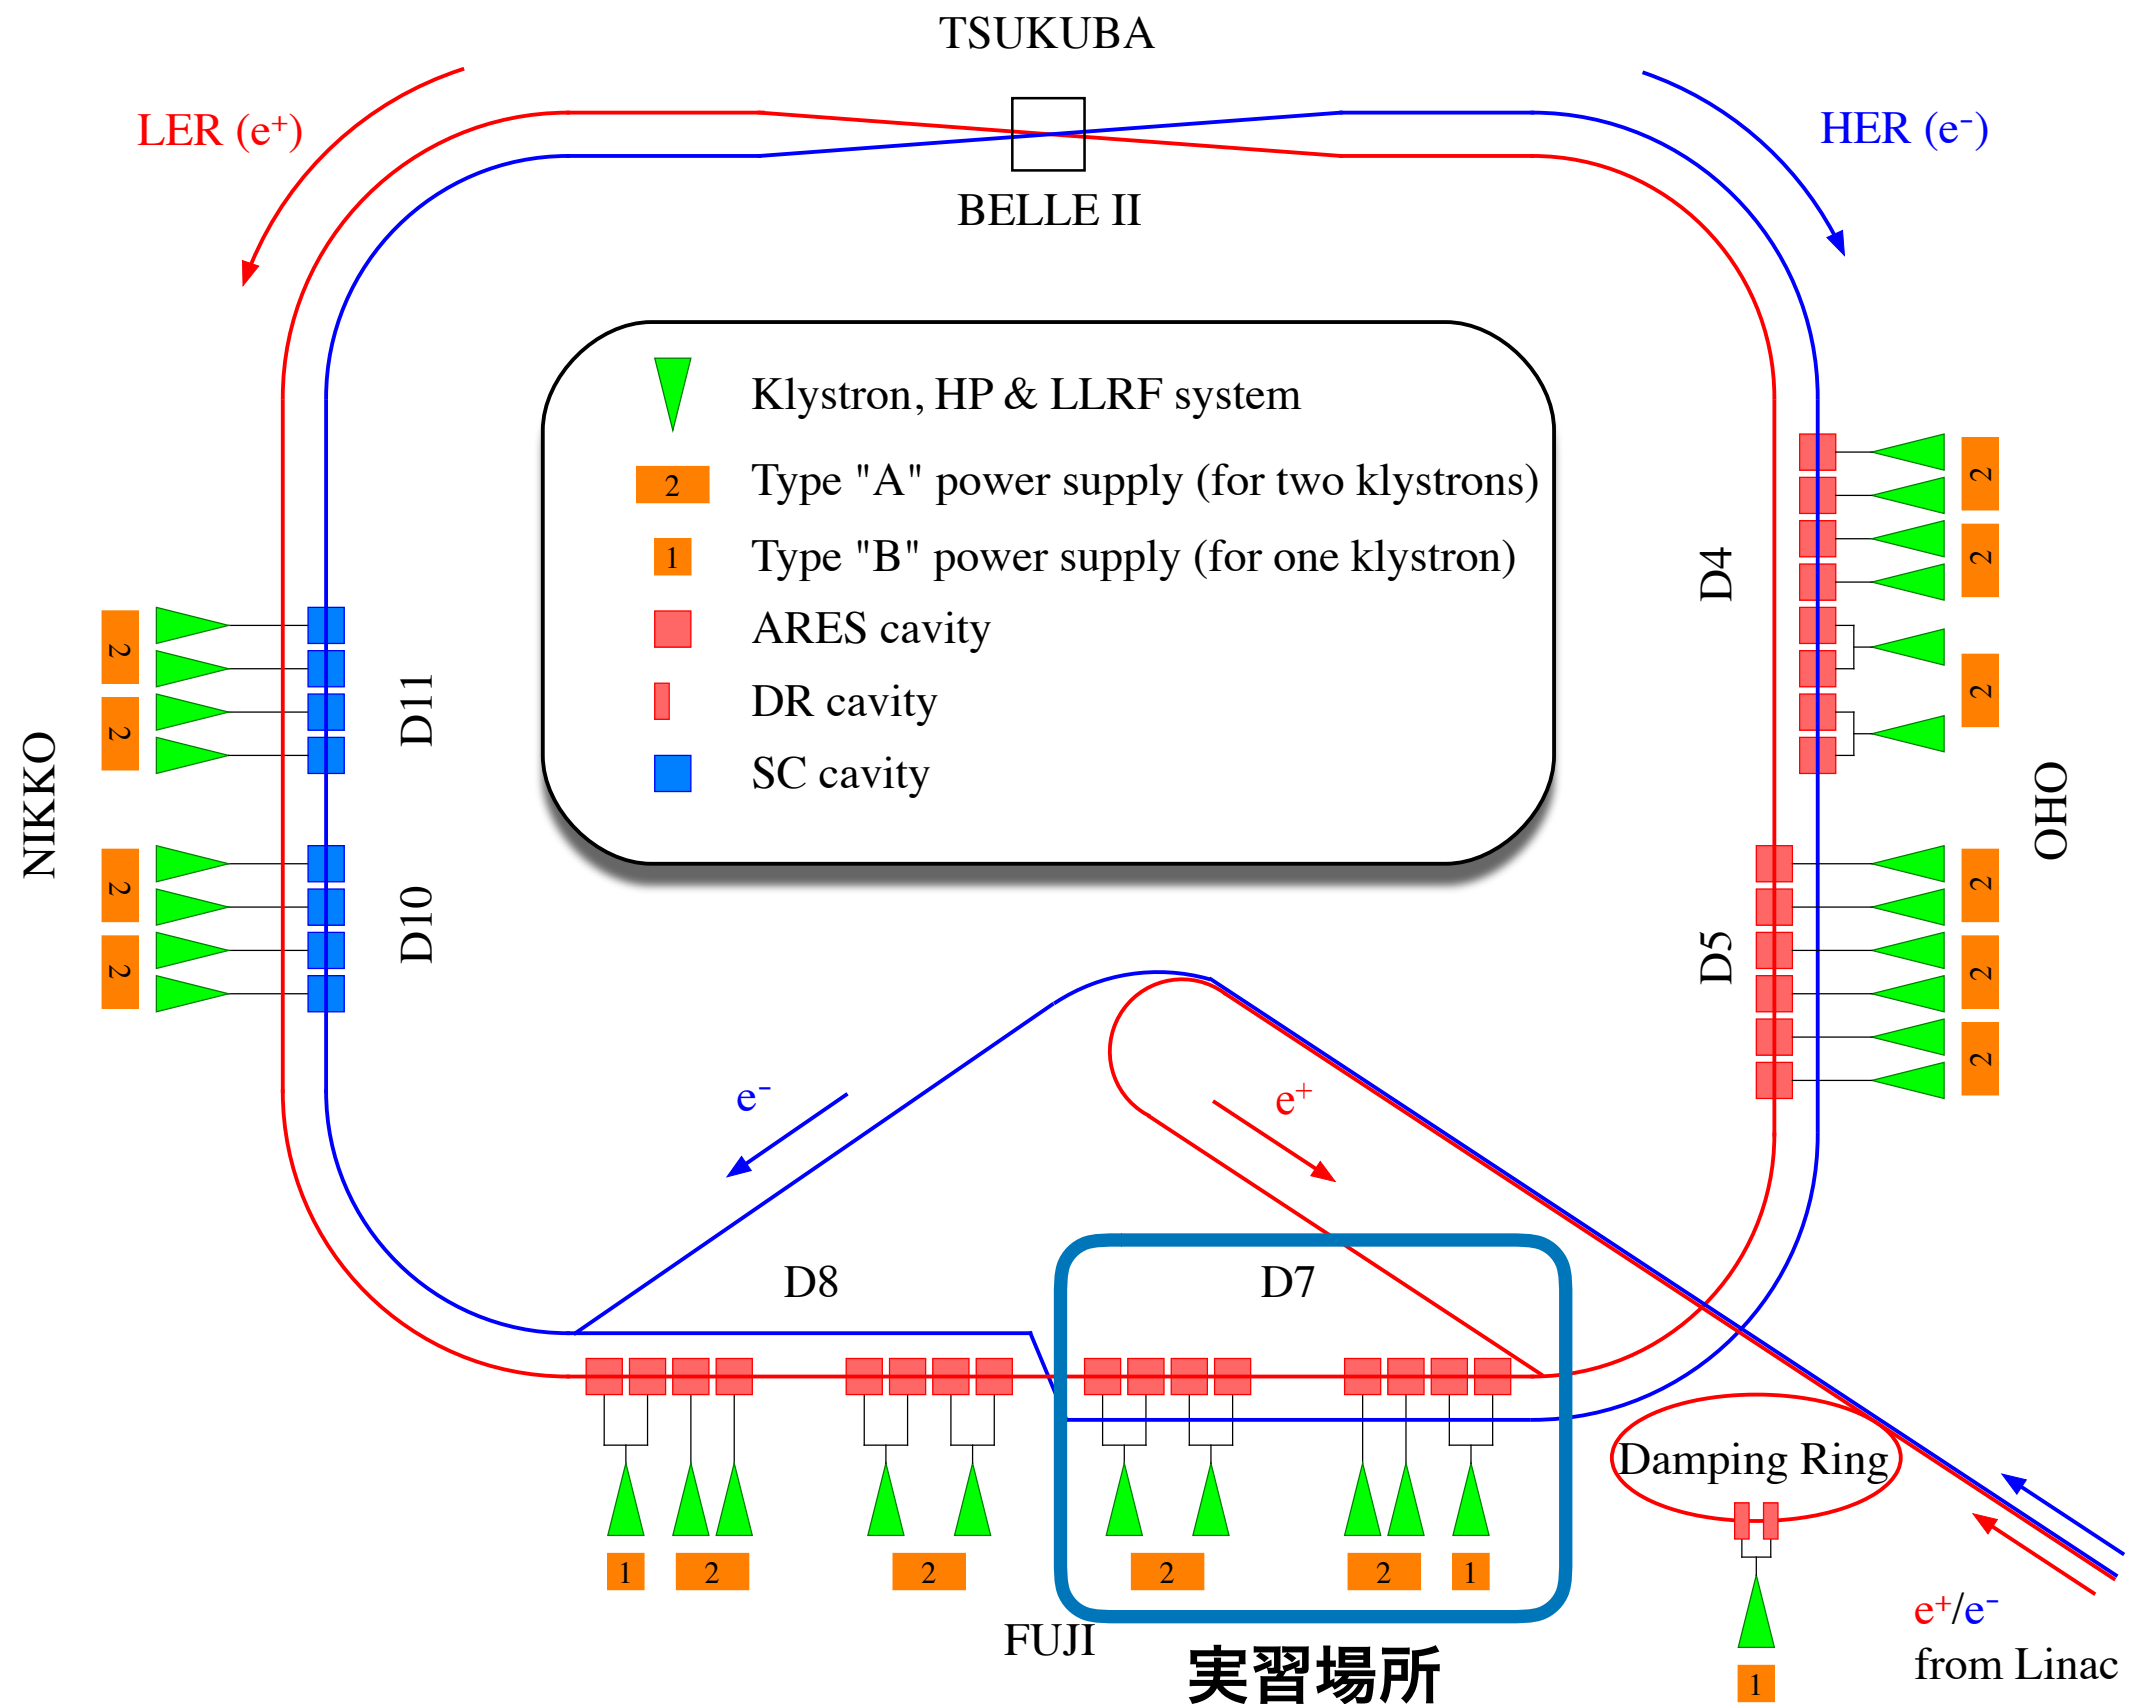 TSUKUBA
LER (e⁺)
HER (e⁻)
BELLE II
Klystron, HP & LLRF system
2 Type "A" power supply (for two klystrons)
1 Type "B" power supply (for one klystron)
ARES cavity
DR cavity
SC cavity
NIKKO
2
2
2
2
D11
D10
D4
D5
2
2
2
2
2
2
OHO
e⁻
e⁺
D8
D7
Damping Ring
1
2
2
2
2
1
FUJI
実習場所
1
e⁺/e⁻
from Linac